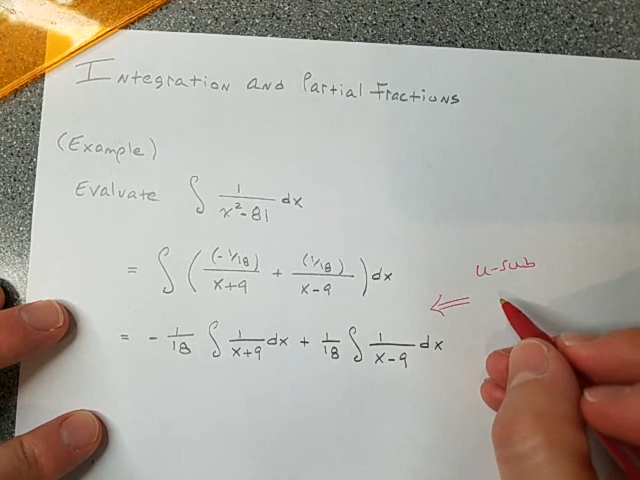 Integration and Partial Fractions
(Example)
Evaluate ∫ 1/(x²-81) dx
= ∫ ( (-1/18)/(x+9) + (1/18)/(x-9) ) dx
u-sub
⇐
= - 1/18 ∫ 1/(x+9) dx + 1/18 ∫ 1/(x-9) dx